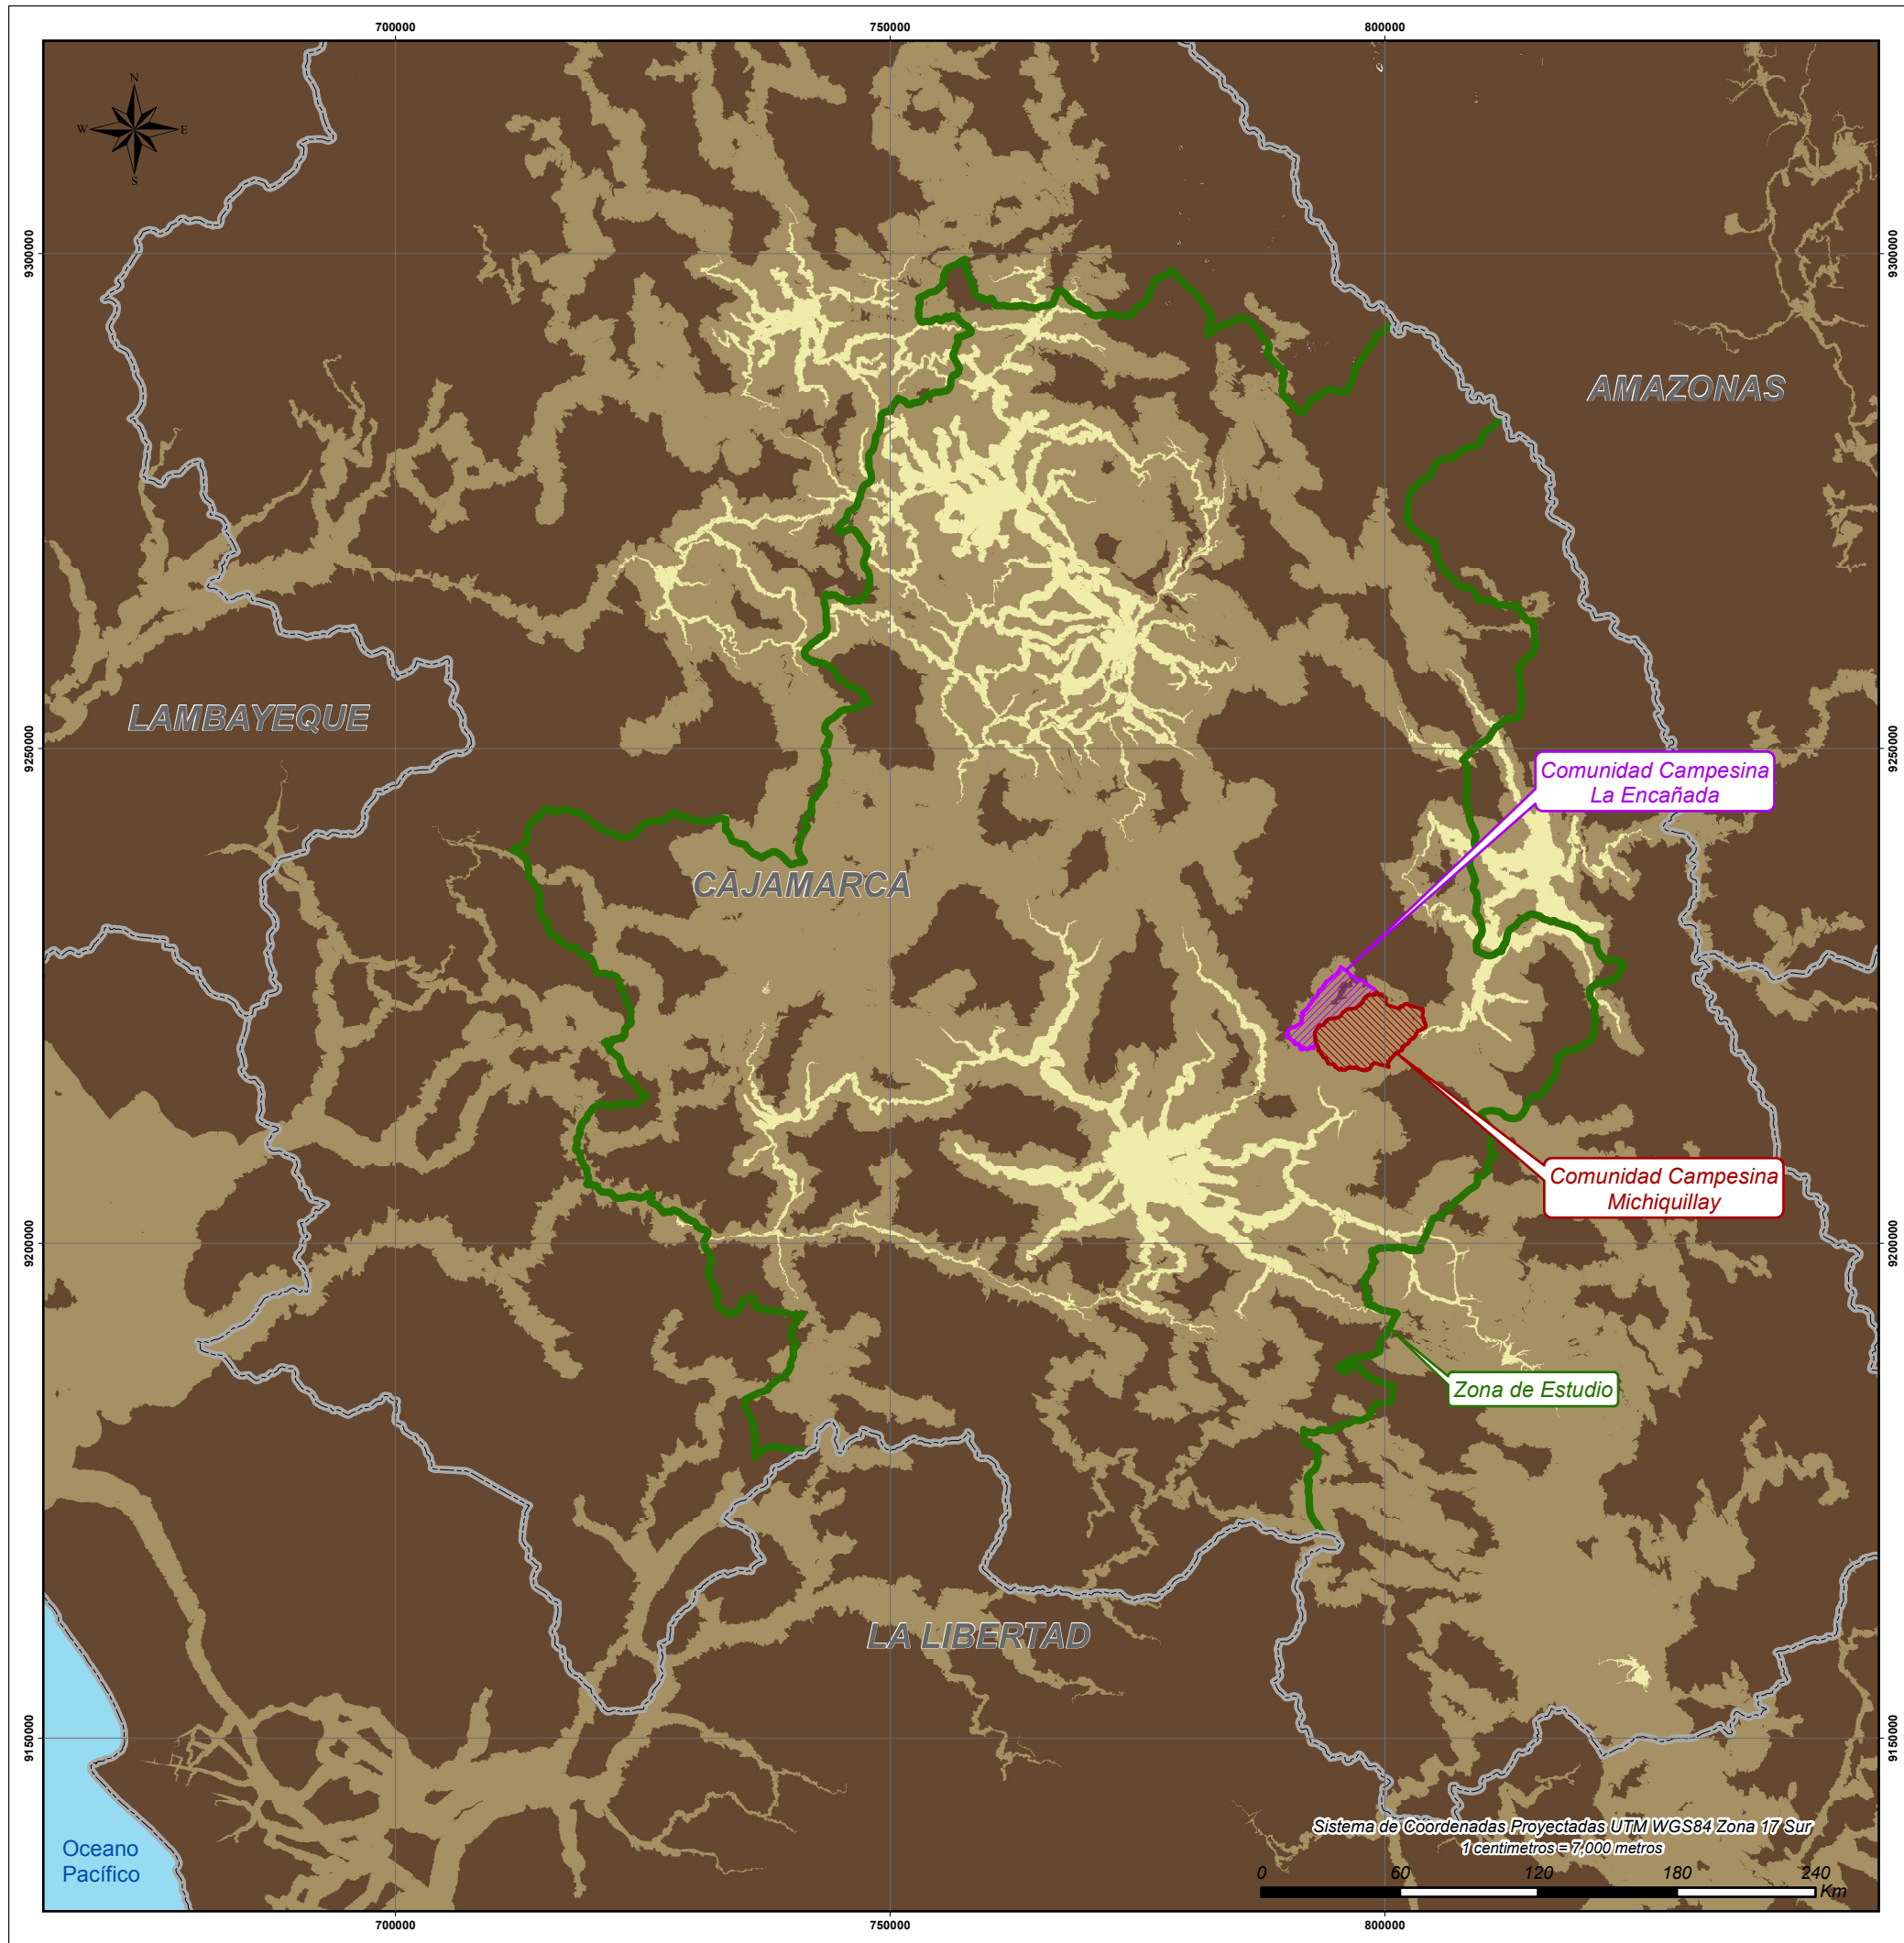 700000
750000
800000
N
W
E
S
9300000
9300000
AMAZONAS
LAMBAYEQUE
9250000
9250000
Comunidad Campesina
La Encañada
CAJAMARCA
Comunidad Campesina
Michiquillay
9200000
9200000
Zona de Estudio
LA LIBERTAD
9150000
9150000
Oceano
Pacífico
Sistema de Coordenadas Proyectadas UTM WGS84 Zona 17 Sur
1 centimetros = 7,000 metros
0
60
120
180
240
Km
700000
750000
800000